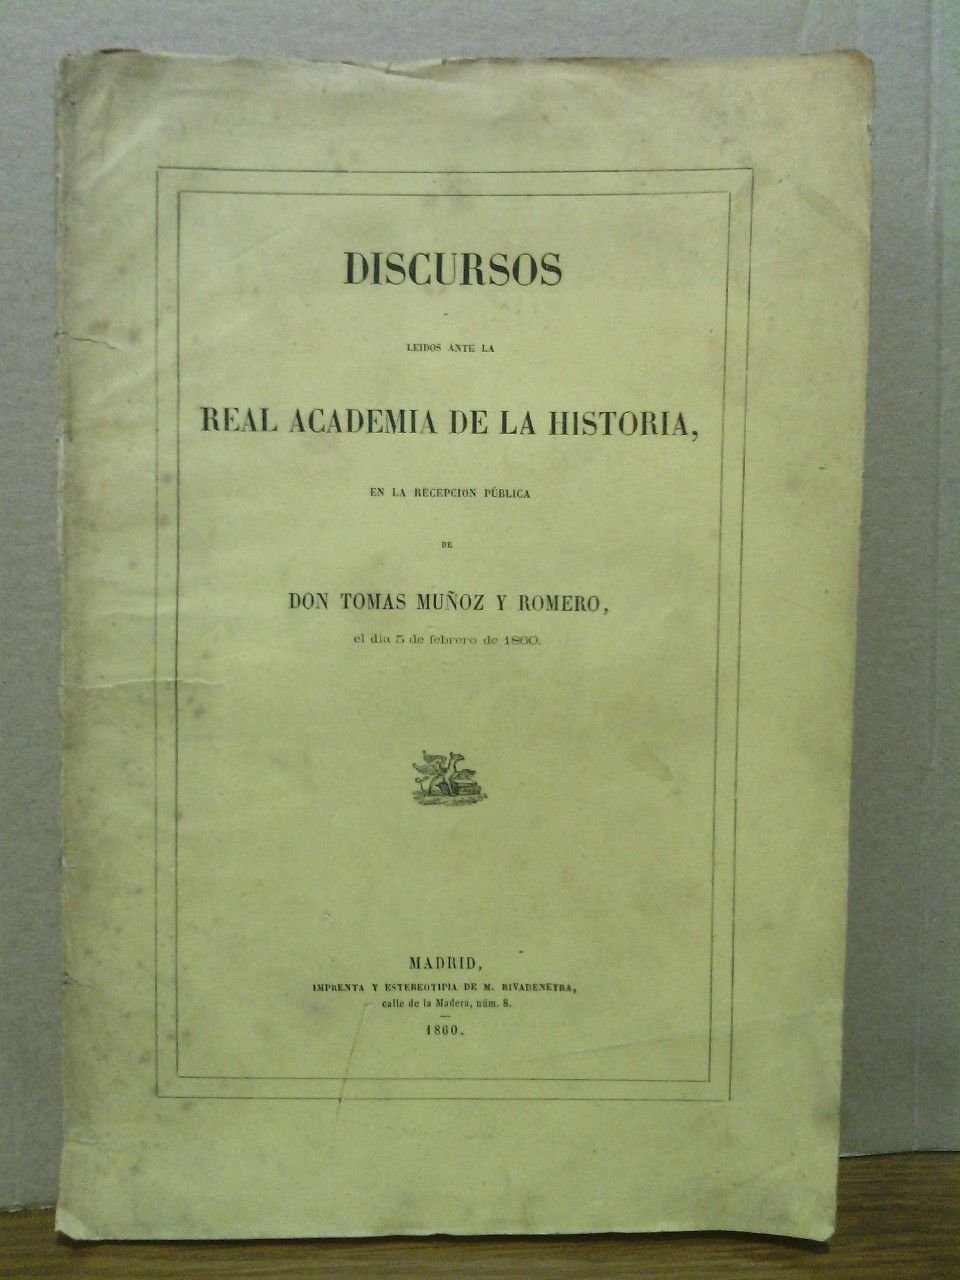 DISCURSOS
LEIDOS ANTE LA
REAL ACADEMIA DE LA HISTORIA,
EN LA RECEPCION PÚBLICA
DE
DON TOMAS MUÑOZ Y ROMERO,
el dia 5 de febrero de 1860.
MADRID,
IMPRENTA Y ESTEREOTIPIA DE M. RIVADENEYRA,
calle de la Madera, núm. 8.
1860.